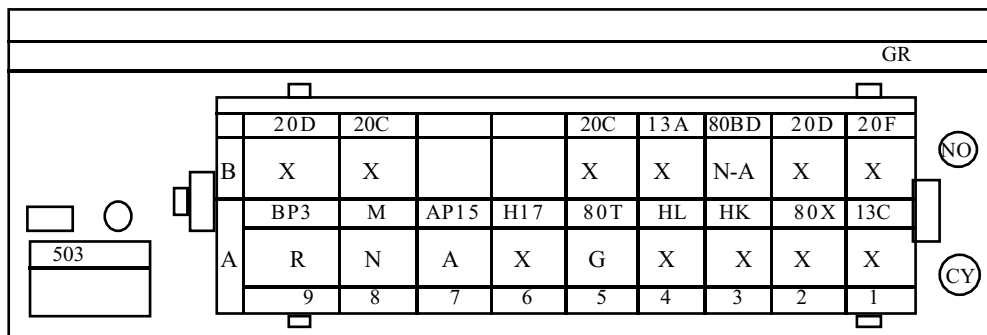 GR
20D 20C 20C 13A 80BD 20D 20F
NO
B X X X X N-A X X
BP3 M AP15 H17 80T HL HK 80X 13C
503
A R N A X G X X X X
CY
9 8 7 6 5 4 3 2 1